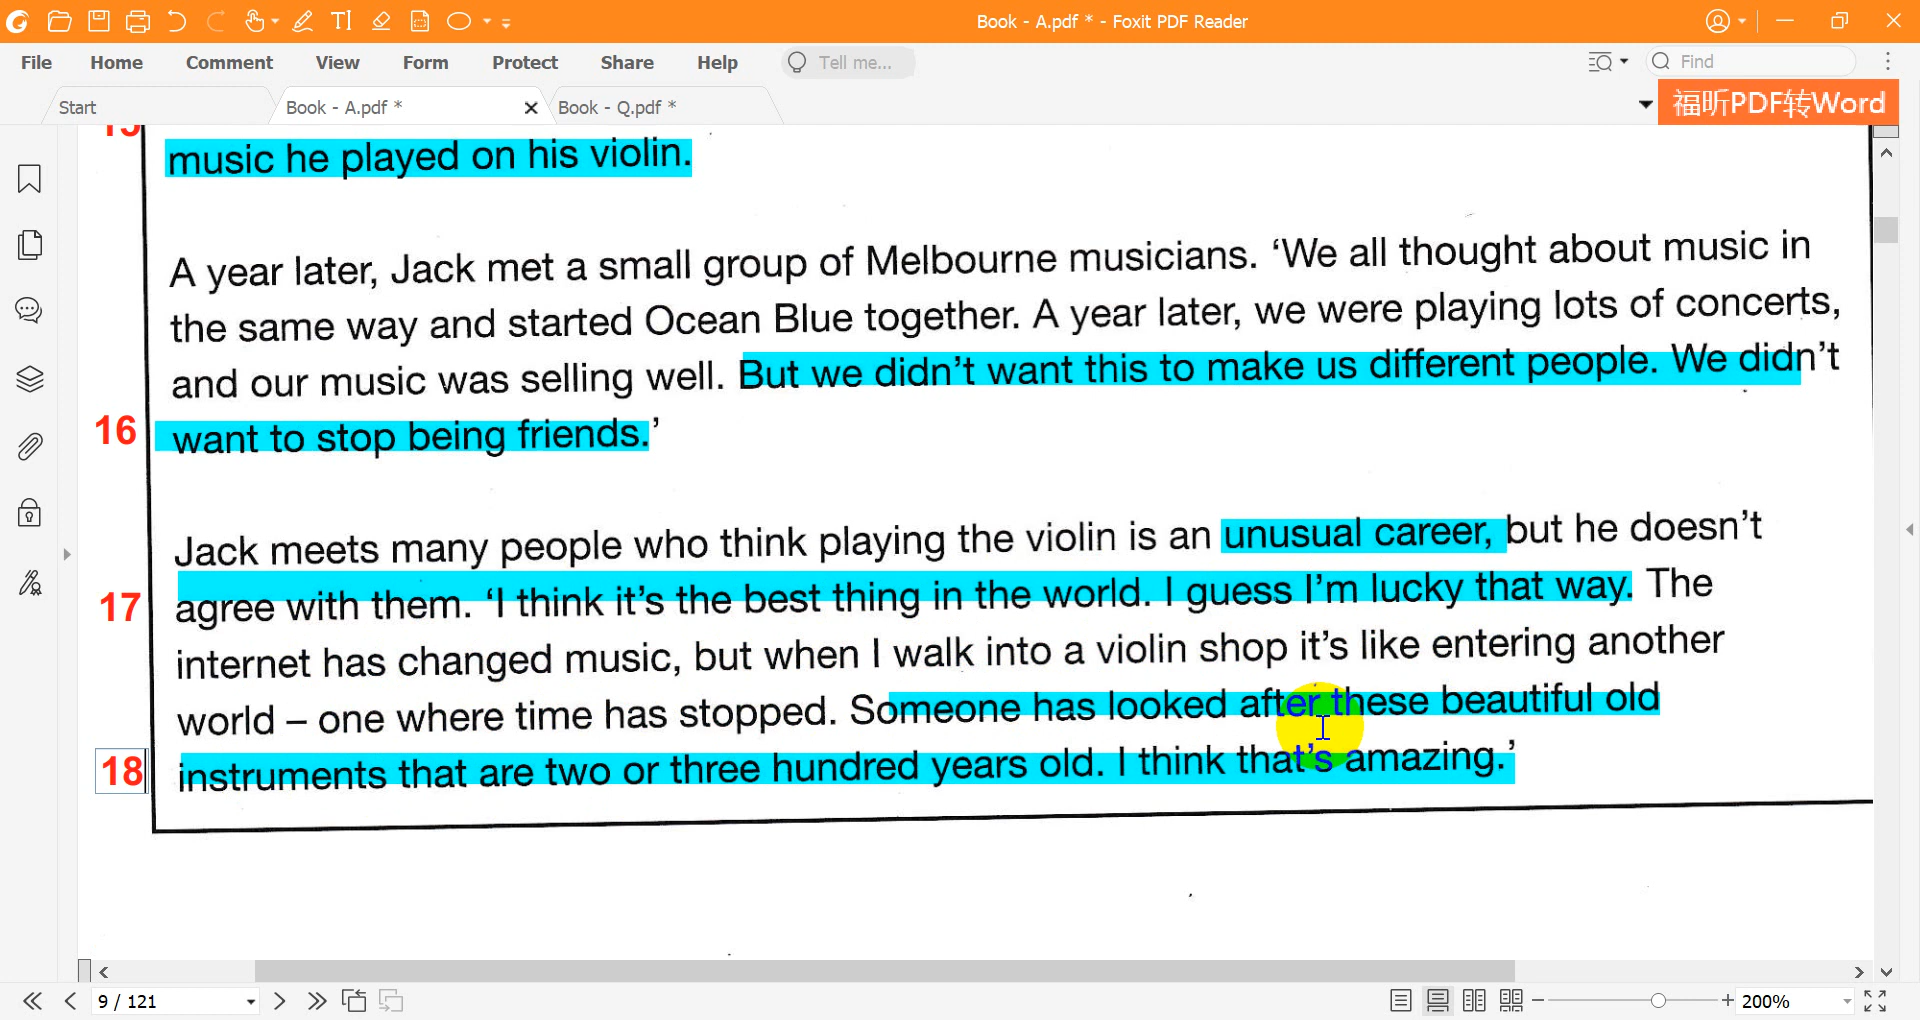 Book - A.pdf * - Foxit PDF Reader
File Home Comment View Form Protect Share Help Tell me... Find
Start Book - A.pdf * Book - Q.pdf * 福昕PDF转Word
music he played on his violin.
A year later, Jack met a small group of Melbourne musicians. ‘We all thought about music in
the same way and started Ocean Blue together. A year later, we were playing lots of concerts,
and our music was selling well. But we didn’t want this to make us different people. We didn’t
16 want to stop being friends.’
Jack meets many people who think playing the violin is an unusual career, but he doesn’t
17 agree with them. ‘I think it’s the best thing in the world. I guess I’m lucky that way. The
internet has changed music, but when I walk into a violin shop it’s like entering another
world – one where time has stopped. Someone has looked after these beautiful old
18 instruments that are two or three hundred years old. I think that’s amazing.’
9 / 121 200%